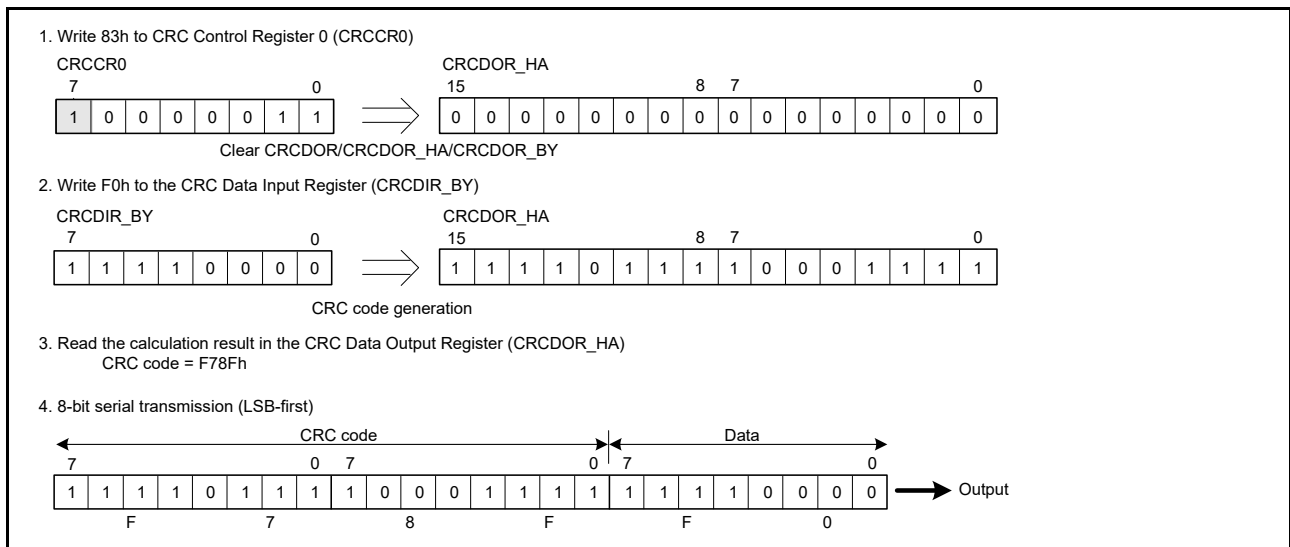 1. Write 83h to CRC Control Register 0 (CRCCR0)
CRCCR0 CRCDOR_HA
7 0 15 8 7 0
1 0 0 0 0 0 1 1 0 0 0 0 0 0 0 0 0 0 0 0 0 0 0 0
Clear CRCDOR/CRCDOR_HA/CRCDOR_BY
2. Write F0h to the CRC Data Input Register (CRCDIR_BY)
CRCDIR_BY CRCDOR_HA
7 0 15 8 7 0
1 1 1 1 0 0 0 0 1 1 1 1 0 1 1 1 1 0 0 0 1 1 1 1
CRC code generation
3. Read the calculation result in the CRC Data Output Register (CRCDOR_HA)
CRC code = F78Fh
4. 8-bit serial transmission (LSB-first)
CRC code Data
7 0 7 0 7 0
1 1 1 1 0 1 1 1 1 0 0 0 1 1 1 1 1 1 1 1 0 0 0 0 Output
F 7 8 F F 0